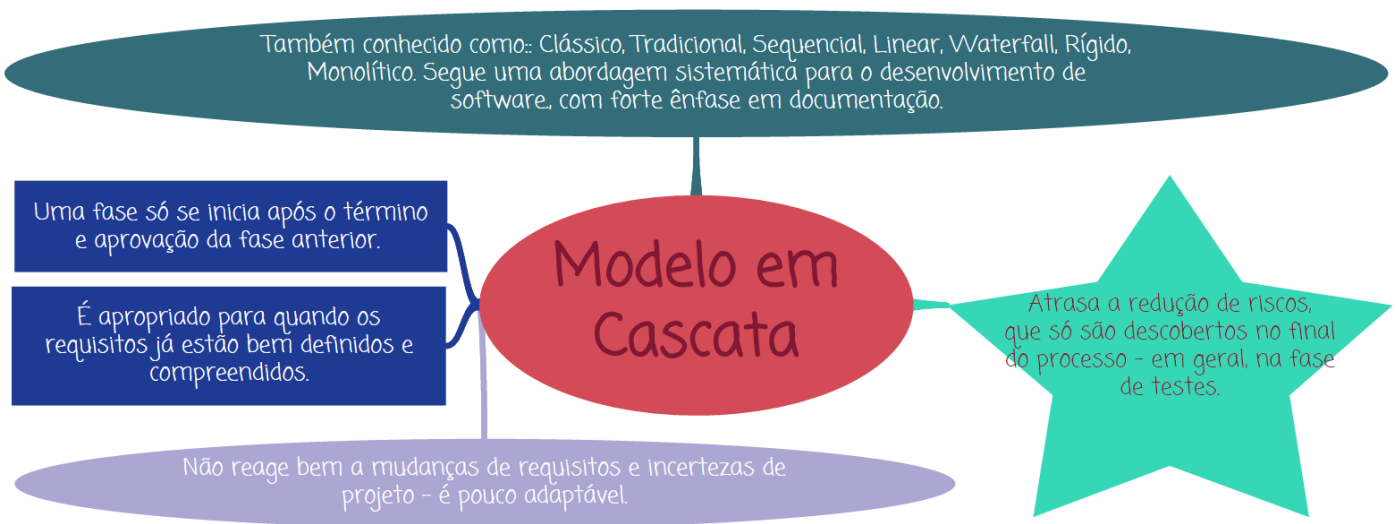 Também conhecido como:: Clássico, Tradicional, Sequencial, Linear, Waterfall, Rígido,
Monolítico. Segue uma abordagem sistemática para o desenvolvimento de
software., com forte ênfase em documentação.
Uma fase só se inicia após o término
e aprovação da fase anterior.
É apropriado para quando os
requisitos já estão bem definidos e
compreendidos.
Modelo em
Cascata
Atrasa a redução de riscos,
que só são descobertos no final
do processo - em geral, na fase
de testes.
Não reage bem a mudanças de requisitos e incertezas de
projeto - é pouco adaptável.